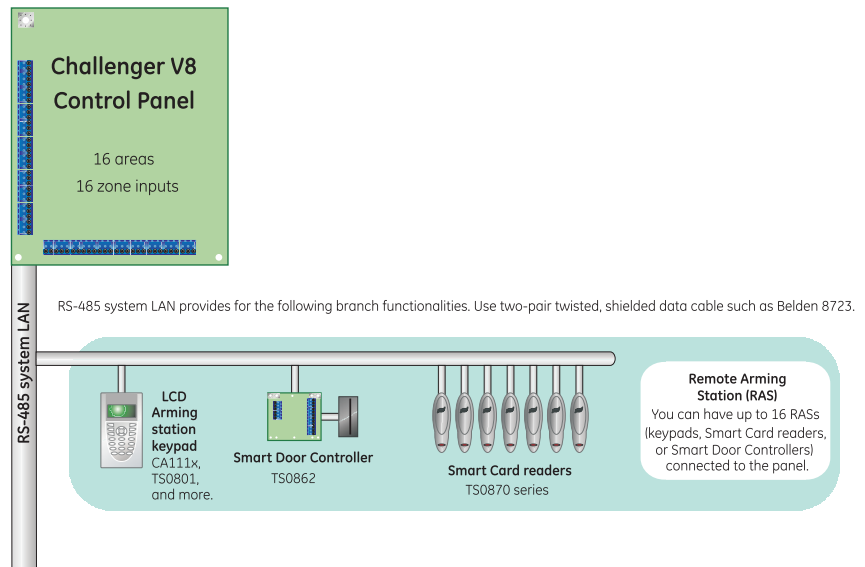 Challenger V8
Control Panel
16 areas
16 zone inputs
RS-485 system LAN
RS-485 system LAN provides for the following branch functionalities. Use two-pair twisted, shielded data cable such as Belden 8723.
LCD
Arming
station
keypad
CA111x,
TS0801,
and more.
Smart Door Controller
TS0862
Smart Card readers
TS0870 series
Remote Arming
Station (RAS)
You can have up to 16 RASs
(keypads, Smart Card readers,
or Smart Door Controllers)
connected to the panel.